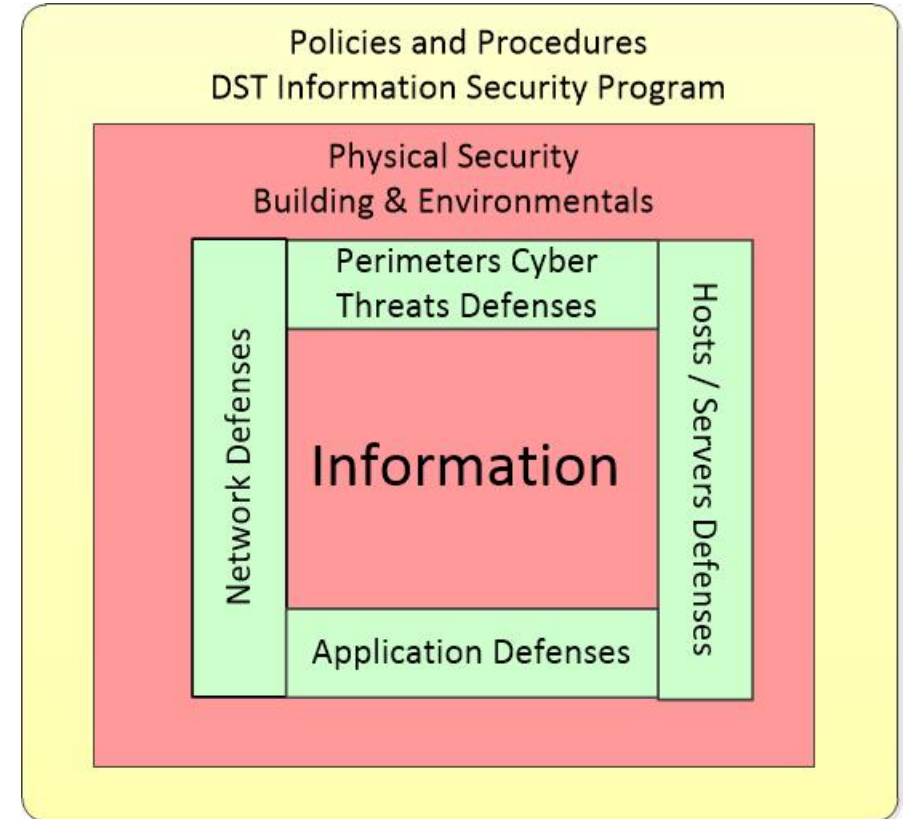 Policies and Procedures
DST Information Security Program
Physical Security
Building & Environmentals
Perimeters Cyber
Threats Defenses
Network Defenses
Information
Hosts / Servers Defenses
Application Defenses